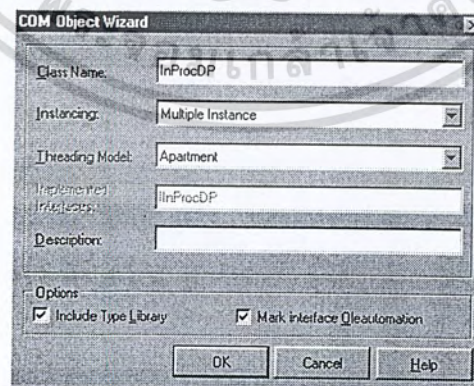 COM Object Wizard
Class Name: InProcDP
Instancing: Multiple Instance
Threading Model: Apartment
Implemented Interfaces: IInProcDP
Description:
Options
Include Type Library
Mark interface Oleautomation
OK Cancel Help